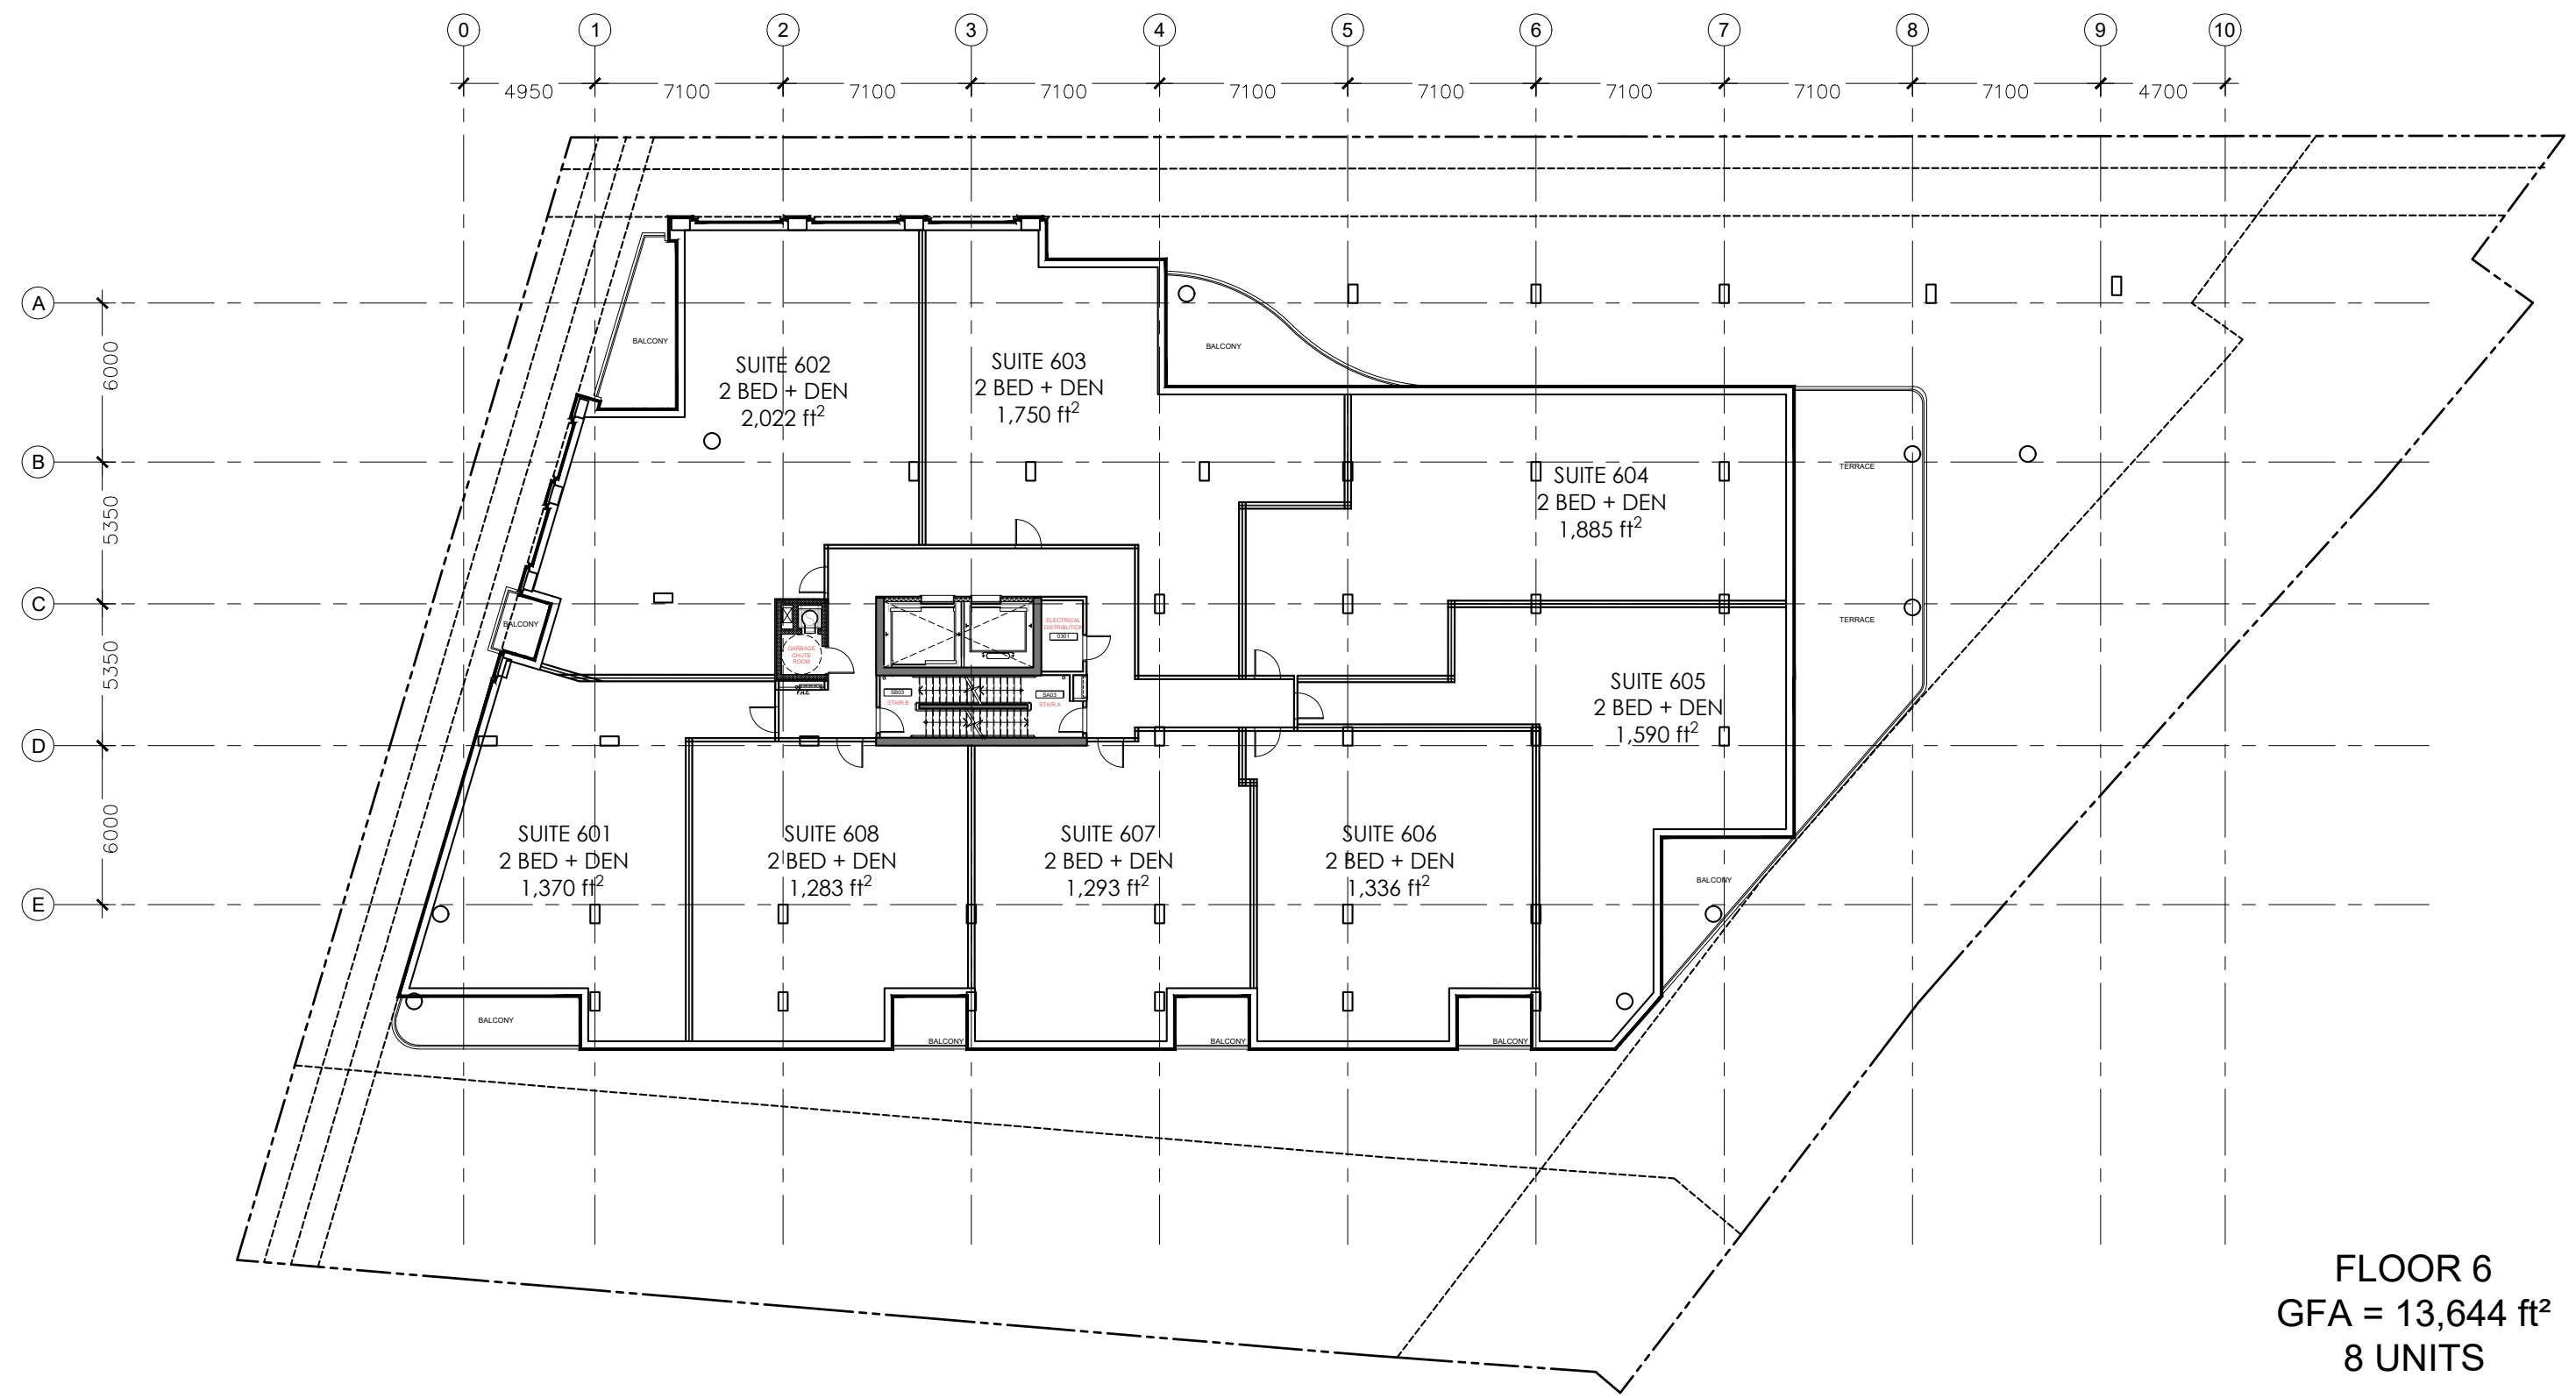 0 1 2 3 4 5 6 7 8 9 10
4950 7100 7100 7100 7100 7100 7100 7100 7100 4700
A
B
C
D
E
6000
5350
5350
6000
BALCONY
SUITE 602
2 BED + DEN
2,022 ft²
SUITE 603
2 BED + DEN
1,750 ft²
BALCONY
SUITE 604
2 BED + DEN
1,885 ft²
TERRACE
BALCONY
GARBAGE
CHUTE
ROOM
F.H.C.
ELECTRICAL
DISTRIBUTION
0301
SB03
STAIR B
SA03
STAIR A
TERRACE
SUITE 605
2 BED + DEN
1,590 ft²
SUITE 601
2 BED + DEN
1,370 ft²
SUITE 608
2 BED + DEN
1,283 ft²
SUITE 607
2 BED + DEN
1,293 ft²
SUITE 606
2 BED + DEN
1,336 ft²
BALCONY
BALCONY
BALCONY
BALCONY
BALCONY
FLOOR 6
GFA = 13,644 ft²
8 UNITS